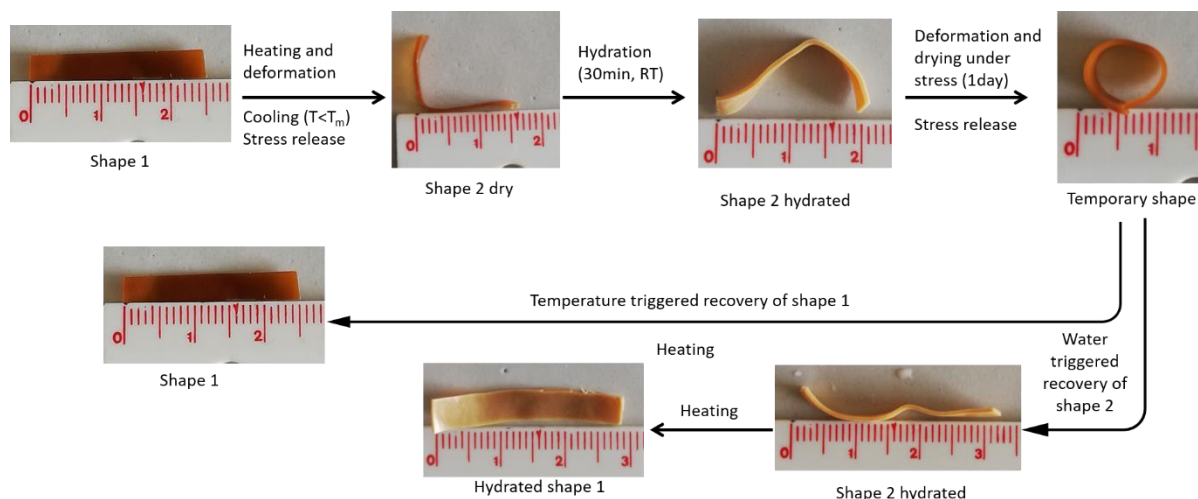 Heating and
deformation
Cooling (T<Tm)
Stress release
Hydration
(30min, RT)
Deformation and
drying under
stress (1day)
Stress release
0 1 2
Shape 1
0 1 2
Shape 2 dry
0 1 2
Shape 2 hydrated
0 1
Temporary shape
Temperature triggered recovery of shape 1
0 1 2
Shape 1
Heating
Water
triggered
recovery of
shape 2
Heating
0 1 2 3
Hydrated shape 1
0 1 2 3
Shape 2 hydrated